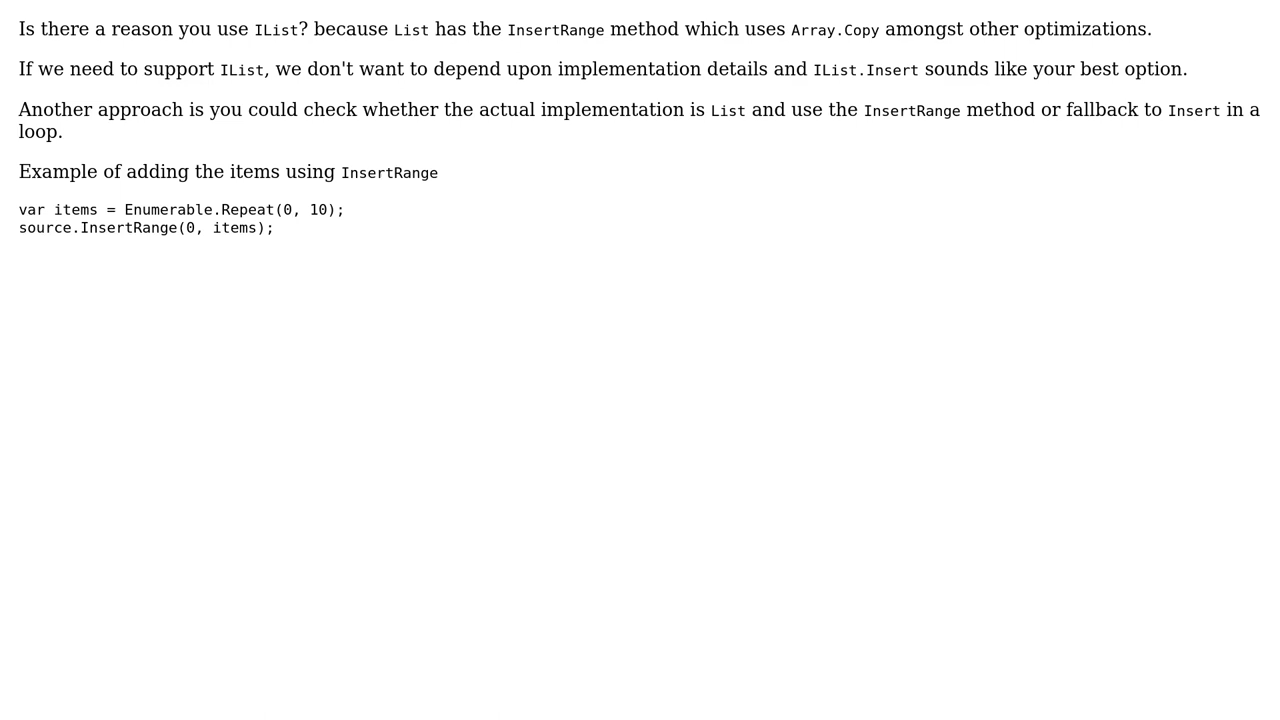 Is there a reason you use IList? because List has the InsertRange method which uses Array.Copy amongst other optimizations.
If we need to support IList, we don't want to depend upon implementation details and IList.Insert sounds like your best option.
Another approach is you could check whether the actual implementation is List and use the InsertRange method or fallback to Insert in a
loop.
Example of adding the items using InsertRange
var items = Enumerable.Repeat(0, 10);
source.InsertRange(0, items);